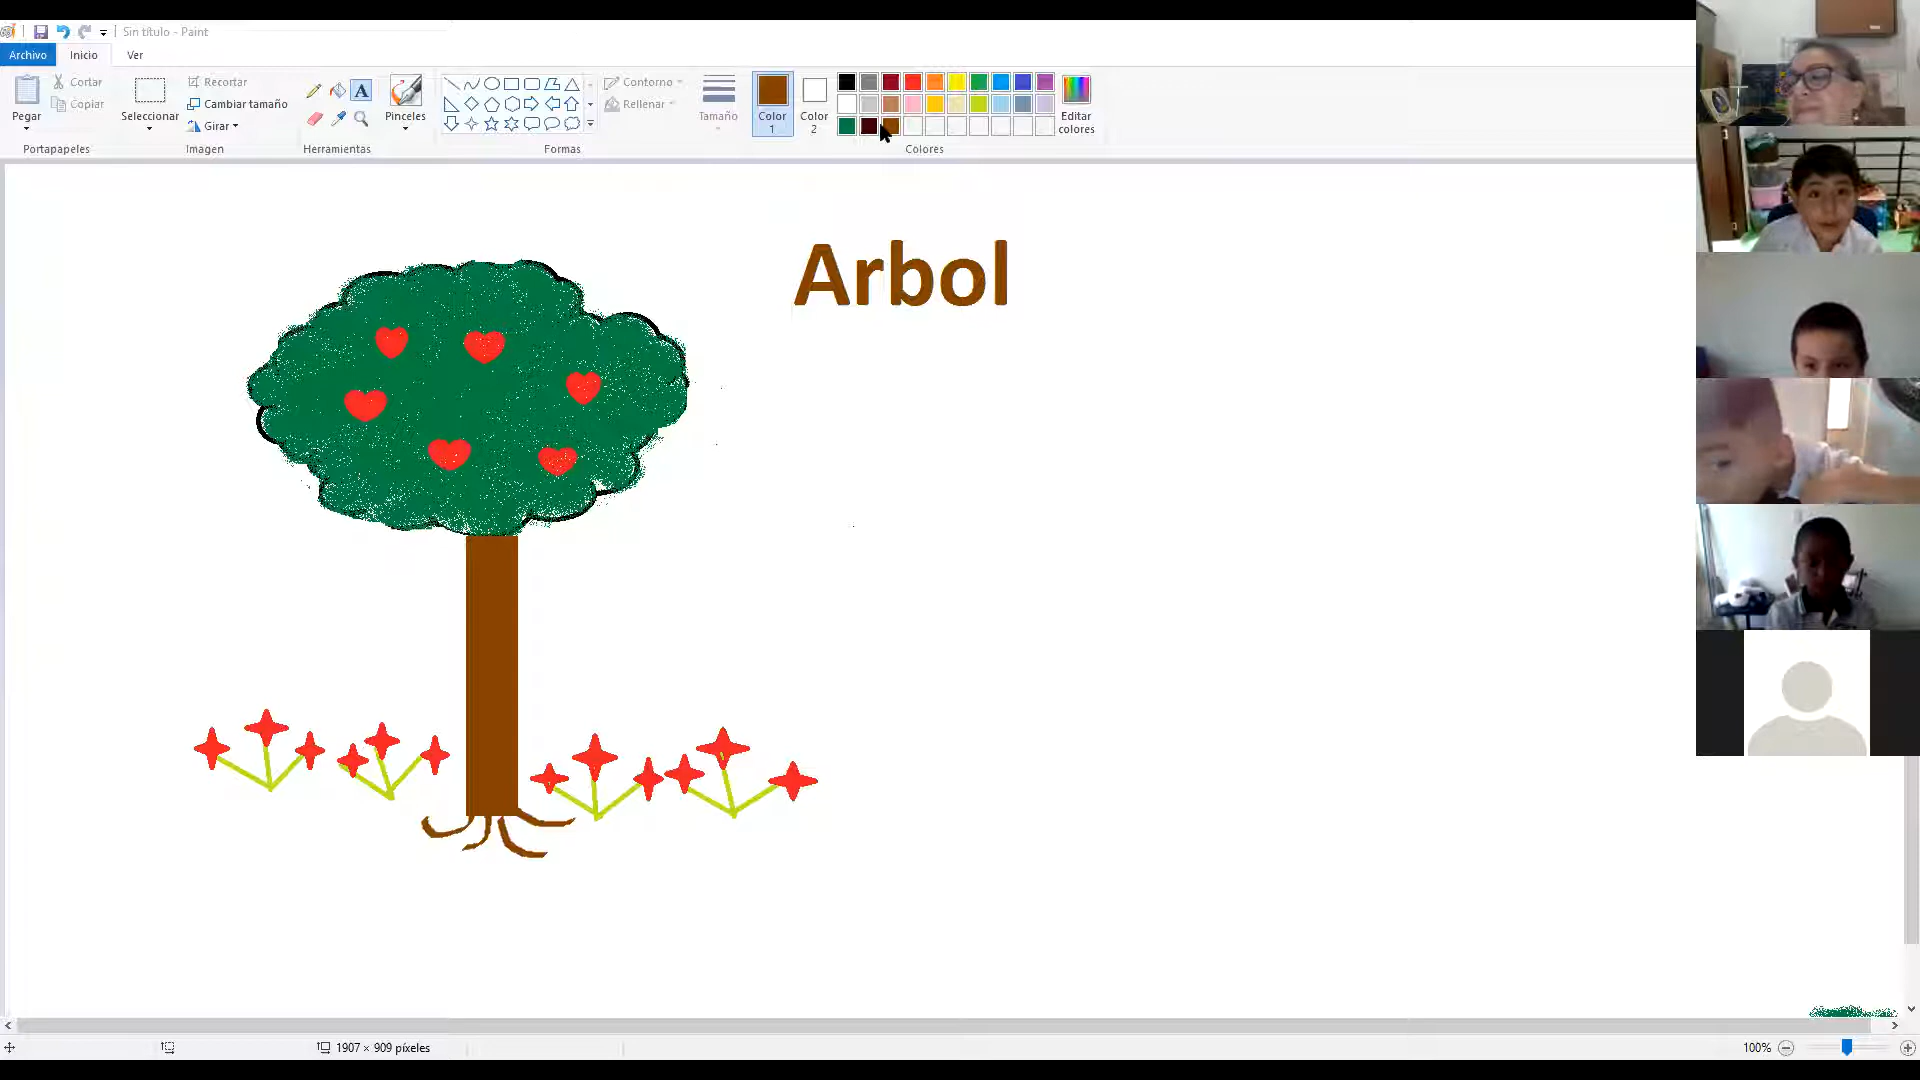 Sin título - Paint
Archivo Inicio Ver
Pegar
Cortar
Copiar
Portapapeles
Seleccionar
Recortar
Cambiar tamaño
Girar
Imagen
A
Herramientas
Pinceles
Formas
Contorno
Rellenar
Tamaño
Color 1
Color 2
Editar colores
Colores
Arbol
1907 × 909 píxeles
100%